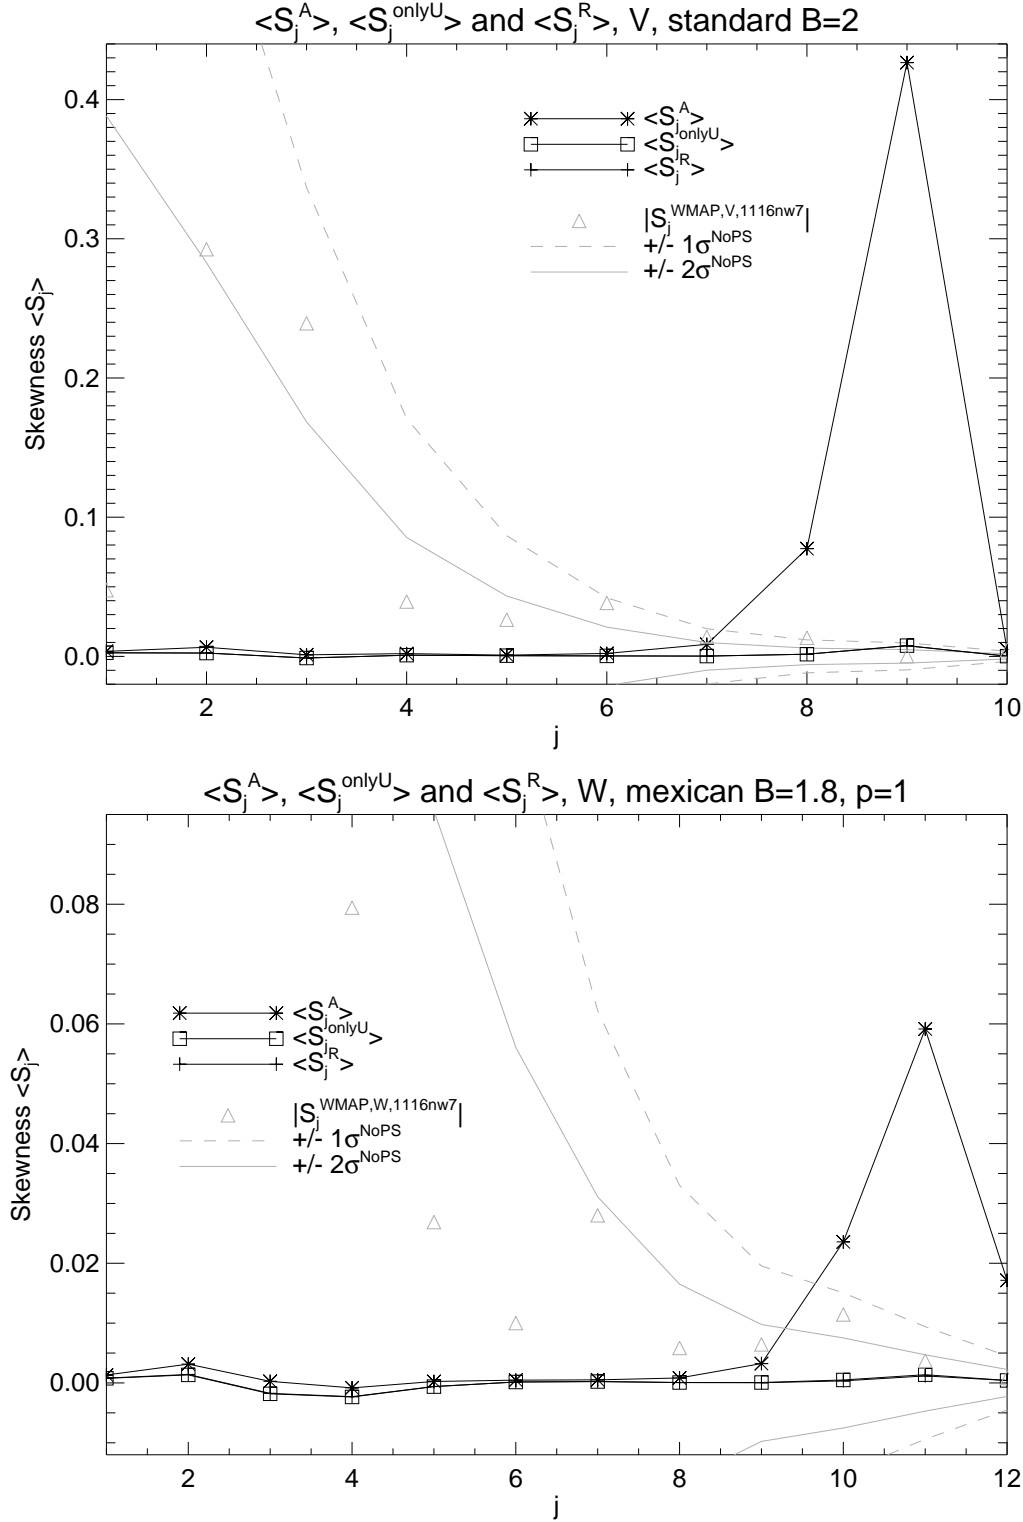 <S_j^A>, <S_j^onlyU> and <S_j^R>, V, standard B=2
0.4
0.3
0.2
0.1
0.0
Skewness <S_j>
<S_j^A>
<S_j^onlyU>
<S_j^R>
|S_j^WMAP,V,1116nw7|
+/- 1σ^NoPS
+/- 2σ^NoPS
2 4 6 8 10
j
<S_j^A>, <S_j^onlyU> and <S_j^R>, W, mexican B=1.8, p=1
0.08
0.06
0.04
0.02
0.00
Skewness <S_j>
<S_j^A>
<S_j^onlyU>
<S_j^R>
|S_j^WMAP,W,1116nw7|
+/- 1σ^NoPS
+/- 2σ^NoPS
2 4 6 8 10 12
j